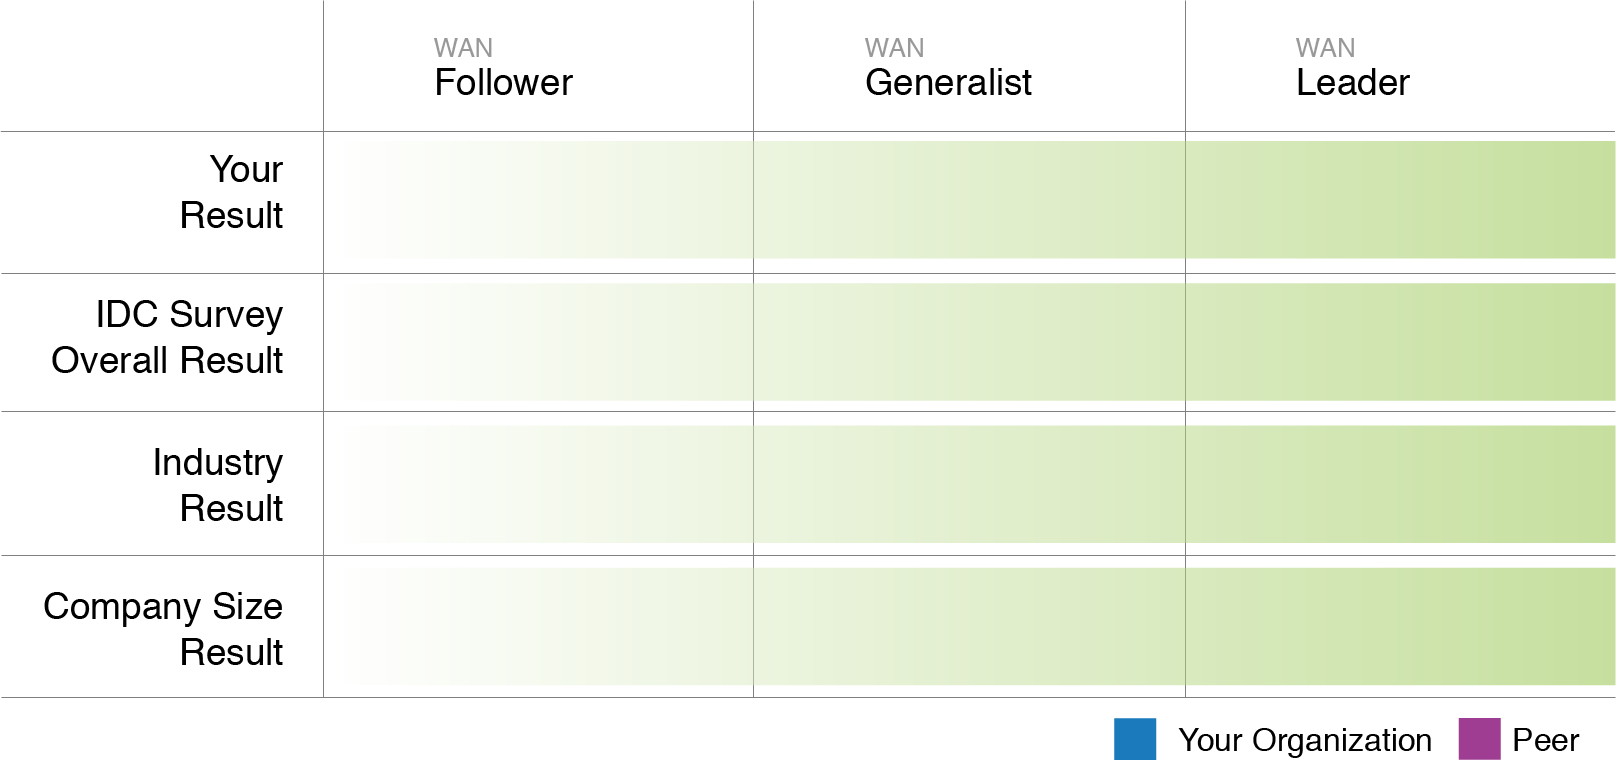 WAN
Follower
WAN
Generalist
WAN
Leader
Your
Result
IDC Survey
Overall Result
Industry
Result
Company Size
Result
Your Organization
Peer